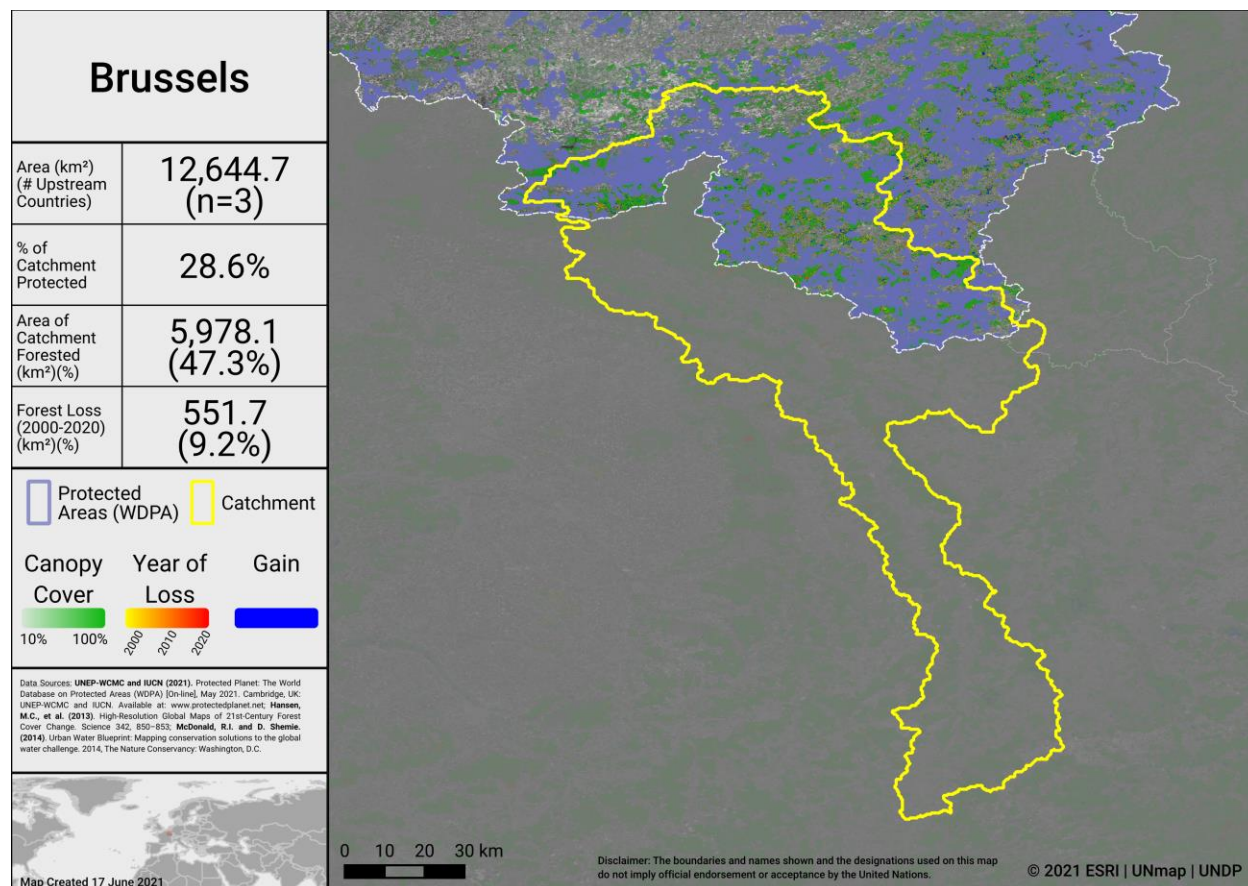 Brussels
Area (km²)
(# Upstream
Countries)
12,644.7
(n=3)
% of
Catchment
Protected
28.6%
Area of
Catchment
Forested
(km²)(%)
5,978.1
(47.3%)
Forest Loss
(2000-2020)
(km²)(%)
551.7
(9.2%)
Protected
Areas (WDPA)
Catchment
Canopy
Cover
10% 100%
Year of
Loss
2000 2010 2020
Gain
Data Sources: UNEP-WCMC and IUCN (2021). Protected Planet: The World
Database on Protected Areas (WDPA) [On-line], May 2021. Cambridge, UK:
UNEP-WCMC and IUCN. Available at: www.protectedplanet.net; Hansen,
M.C., et al. (2013). High-Resolution Global Maps of 21st-Century Forest
Cover Change. Science 342, 850–853; McDonald, R.I. and D. Shemie.
(2014). Urban Water Blueprint: Mapping conservation solutions to the global
water challenge. 2014, The Nature Conservancy: Washington, D.C.
Map Created 17 June 2021
0 10 20 30 km
Disclaimer: The boundaries and names shown and the designations used on this map
do not imply official endorsement or acceptance by the United Nations.
© 2021 ESRI | UNmap | UNDP